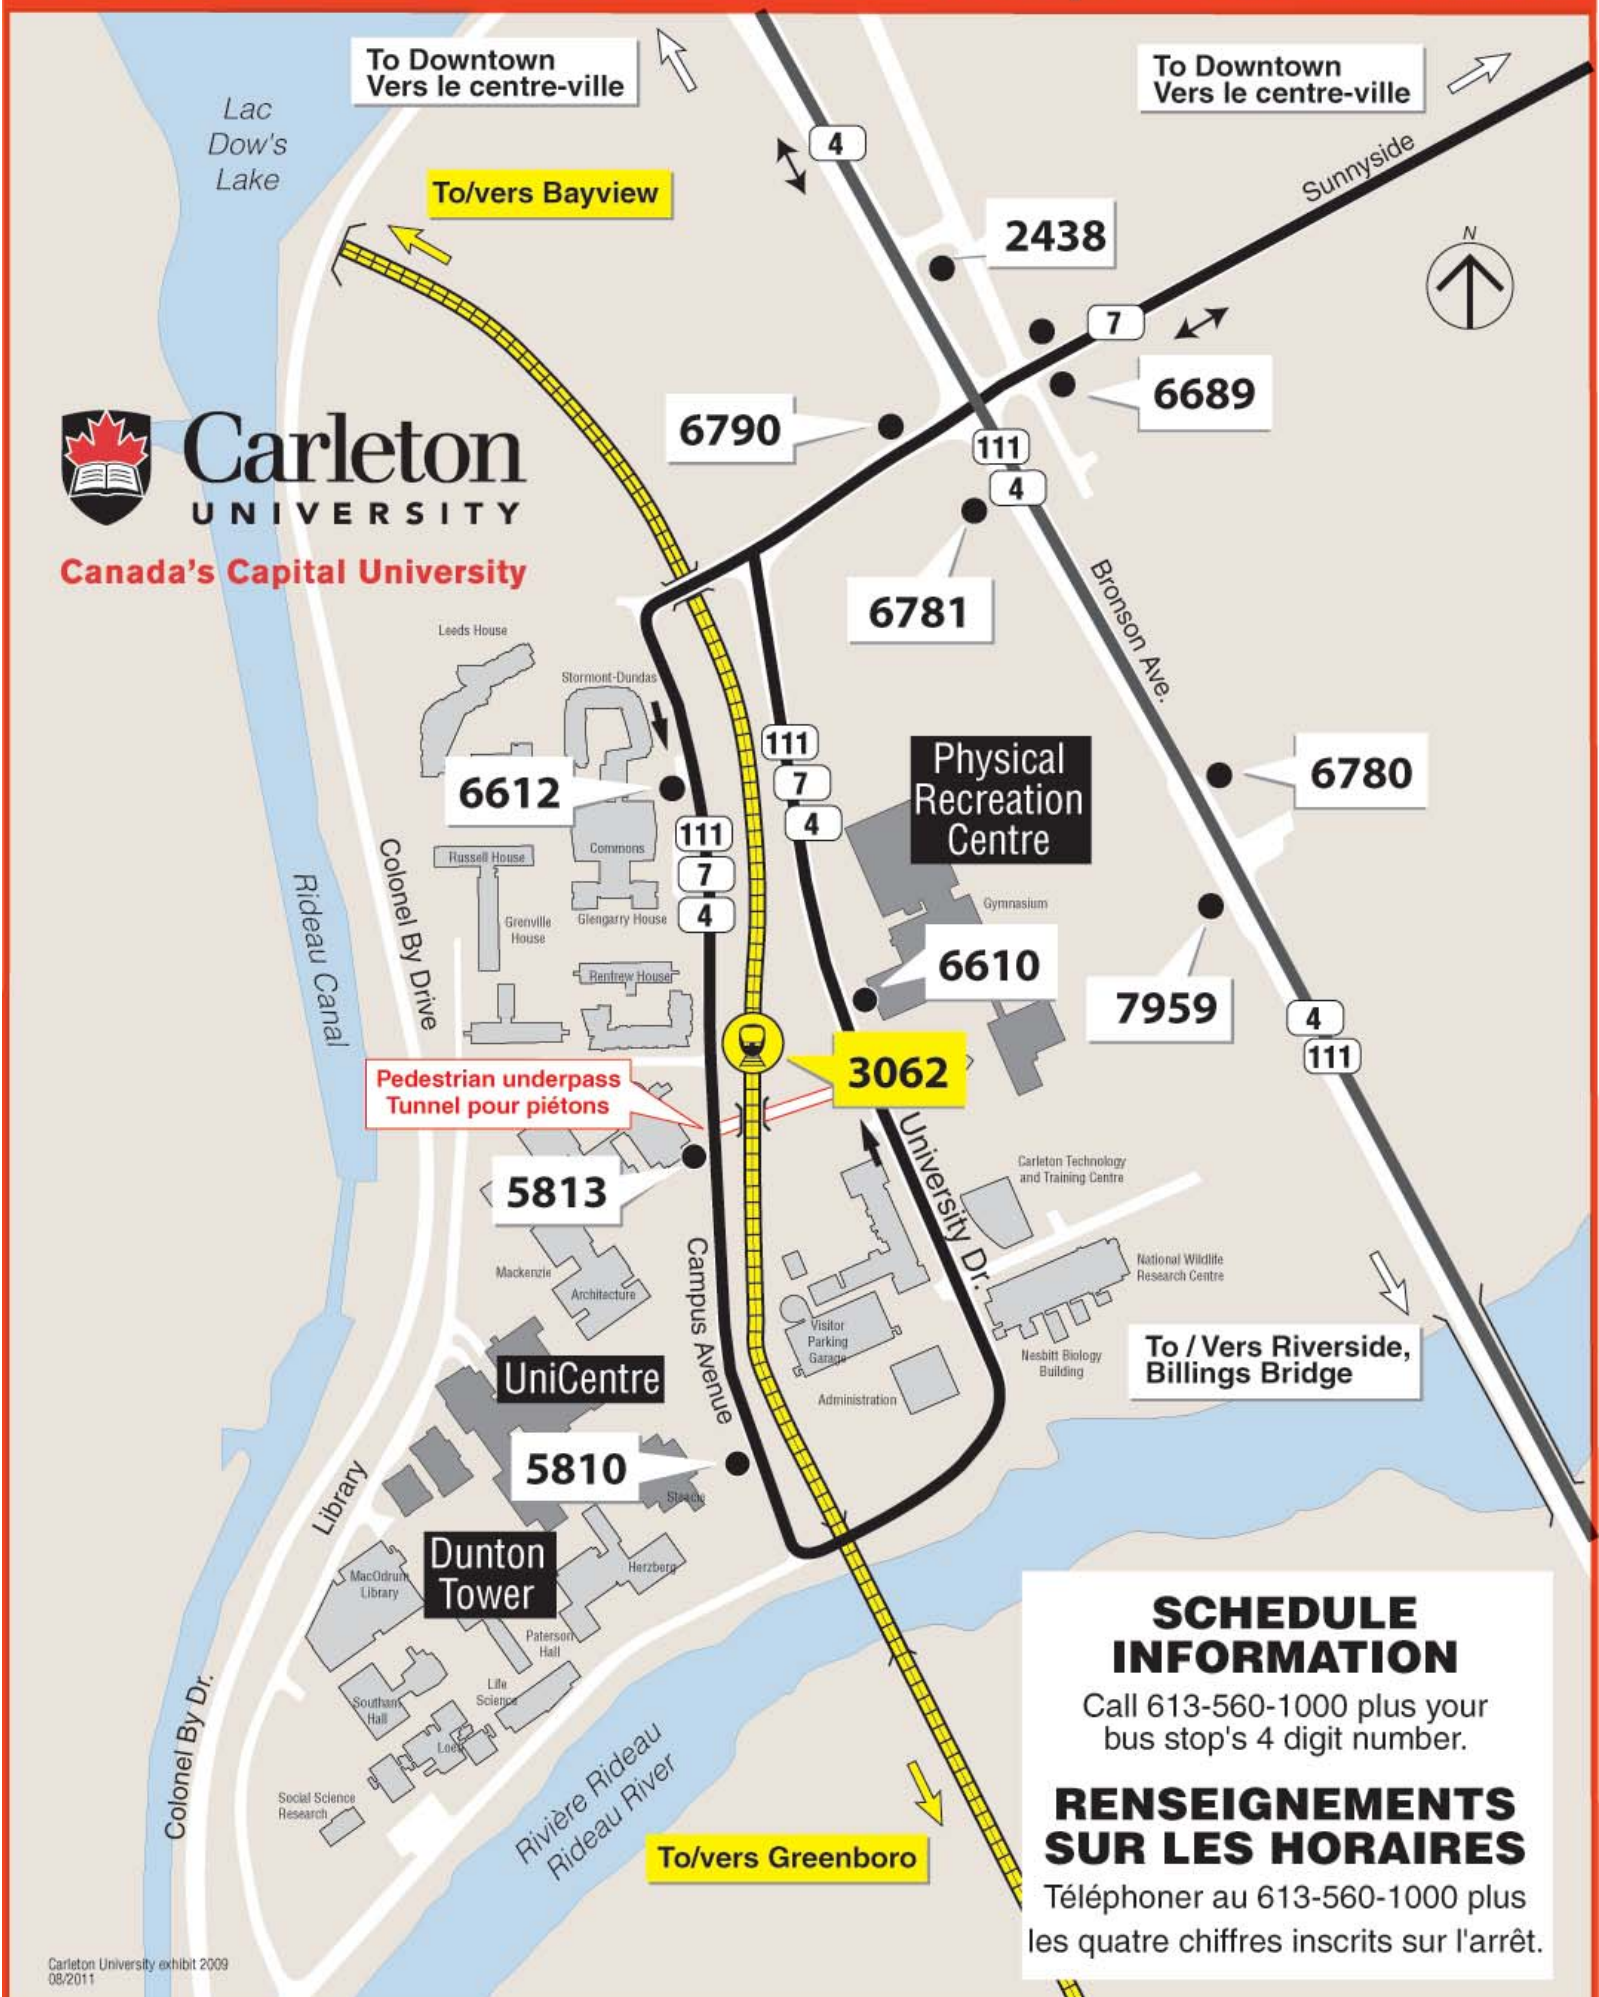 To Downtown
Vers le centre-ville
To Downtown
Vers le centre-ville
Lac
Dow's
Lake
4
Sunnyside
To/vers Bayview
2438
N
7
6689
6790
111
4
Carleton
UNIVERSITY
Canada's Capital University
6781
Bronson Ave.
Leeds House
Stormont-Dundas
111
7
4
Physical
Recreation
Centre
6780
6612
111
7
4
Commons
Russell House
Colonel By Drive
Rideau Canal
Grenville
House
Glengarry House
Gymnasium
Renfrew House
6610
7959
4
111
3062
Pedestrian underpass
Tunnel pour piétons
University Dr.
5813
Carleton Technology
and Training Centre
Campus Avenue
Mackenzie
Architecture
National Wildlife
Research Centre
Visitor
Parking
Garage
Nesbitt Biology
Building
To / Vers Riverside,
Billings Bridge
UniCentre
Administration
5810
Steacie
Library
Dunton
Tower
Herzberg
MacOdrum
Library
Paterson
Hall
Life
Science
Southam
Hall
Loeb
Colonel By Dr.
Social Science
Research
Rivière Rideau
Rideau River
To/vers Greenboro
SCHEDULE
INFORMATION
Call 613-560-1000 plus your
bus stop's 4 digit number.
RENSEIGNEMENTS
SUR LES HORAIRES
Téléphoner au 613-560-1000 plus
les quatre chiffres inscrits sur l'arrêt.
Carleton University exhibit 2009
08/2011